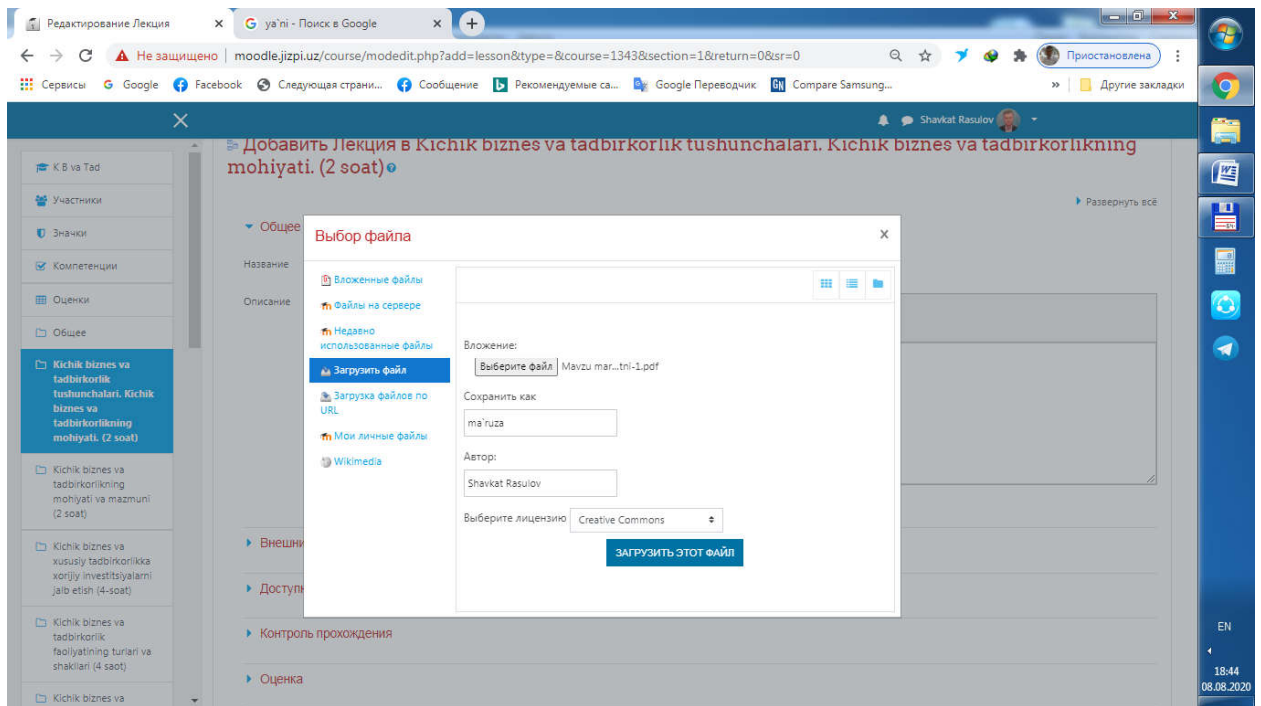 Редактирование Лекция
ya`ni - Поиск в Google
Не защищено | moodle.jizpi.uz/course/modedit.php?add=lesson&type=&course=1343&section=1&return=0&sr=0
Приостановлена
Сервисы Google Facebook Следующая страни... Сообщение Рекомендуемые са... Google Переводчик Compare Samsung... » Другие закладки
Shavkat Rasulov
Добавить Лекция в Kichik biznes va tadbirkorlik tushunchalari. Kichik biznes va tadbirkorlikning
mohiyati. (2 soat)
Развернуть всё
K B va Tad
Участники
Значки
Компетенции
Оценки
Общее
Kichik biznes va
tadbirkorlik
tushunchalari. Kichik
biznes va
tadbirkorlikning
mohiyati. (2 soat)
Kichik biznes va
tadbirkorlikning
mohiyati va mazmuni
(2 soat)
Kichik biznes va
xususiy tadbirkorlikka
xorijiy investitsiyalarni
jalb etish (4-soat)
Kichik biznes va
tadbirkorlik
faoliyatining turlari va
shakllari (4 saot)
Kichik biznes va
Общее
Название
Описание
Выбор файла
x
Вложенные файлы
Файлы на сервере
Недавно
использованные файлы
Загрузить файл
Загрузка файлов по
URL
Мои личные файлы
Wikimedia
Вложение:
Выберите файл Mavzu mar...tni-1.pdf
Сохранить как
ma`ruza
Автор:
Shavkat Rasulov
Выберите лицензию Creative Commons
ЗАГРУЗИТЬ ЭТОТ ФАЙЛ
Внешни
Доступн
Контроль прохождения
Оценка
EN
18:44
08.08.2020